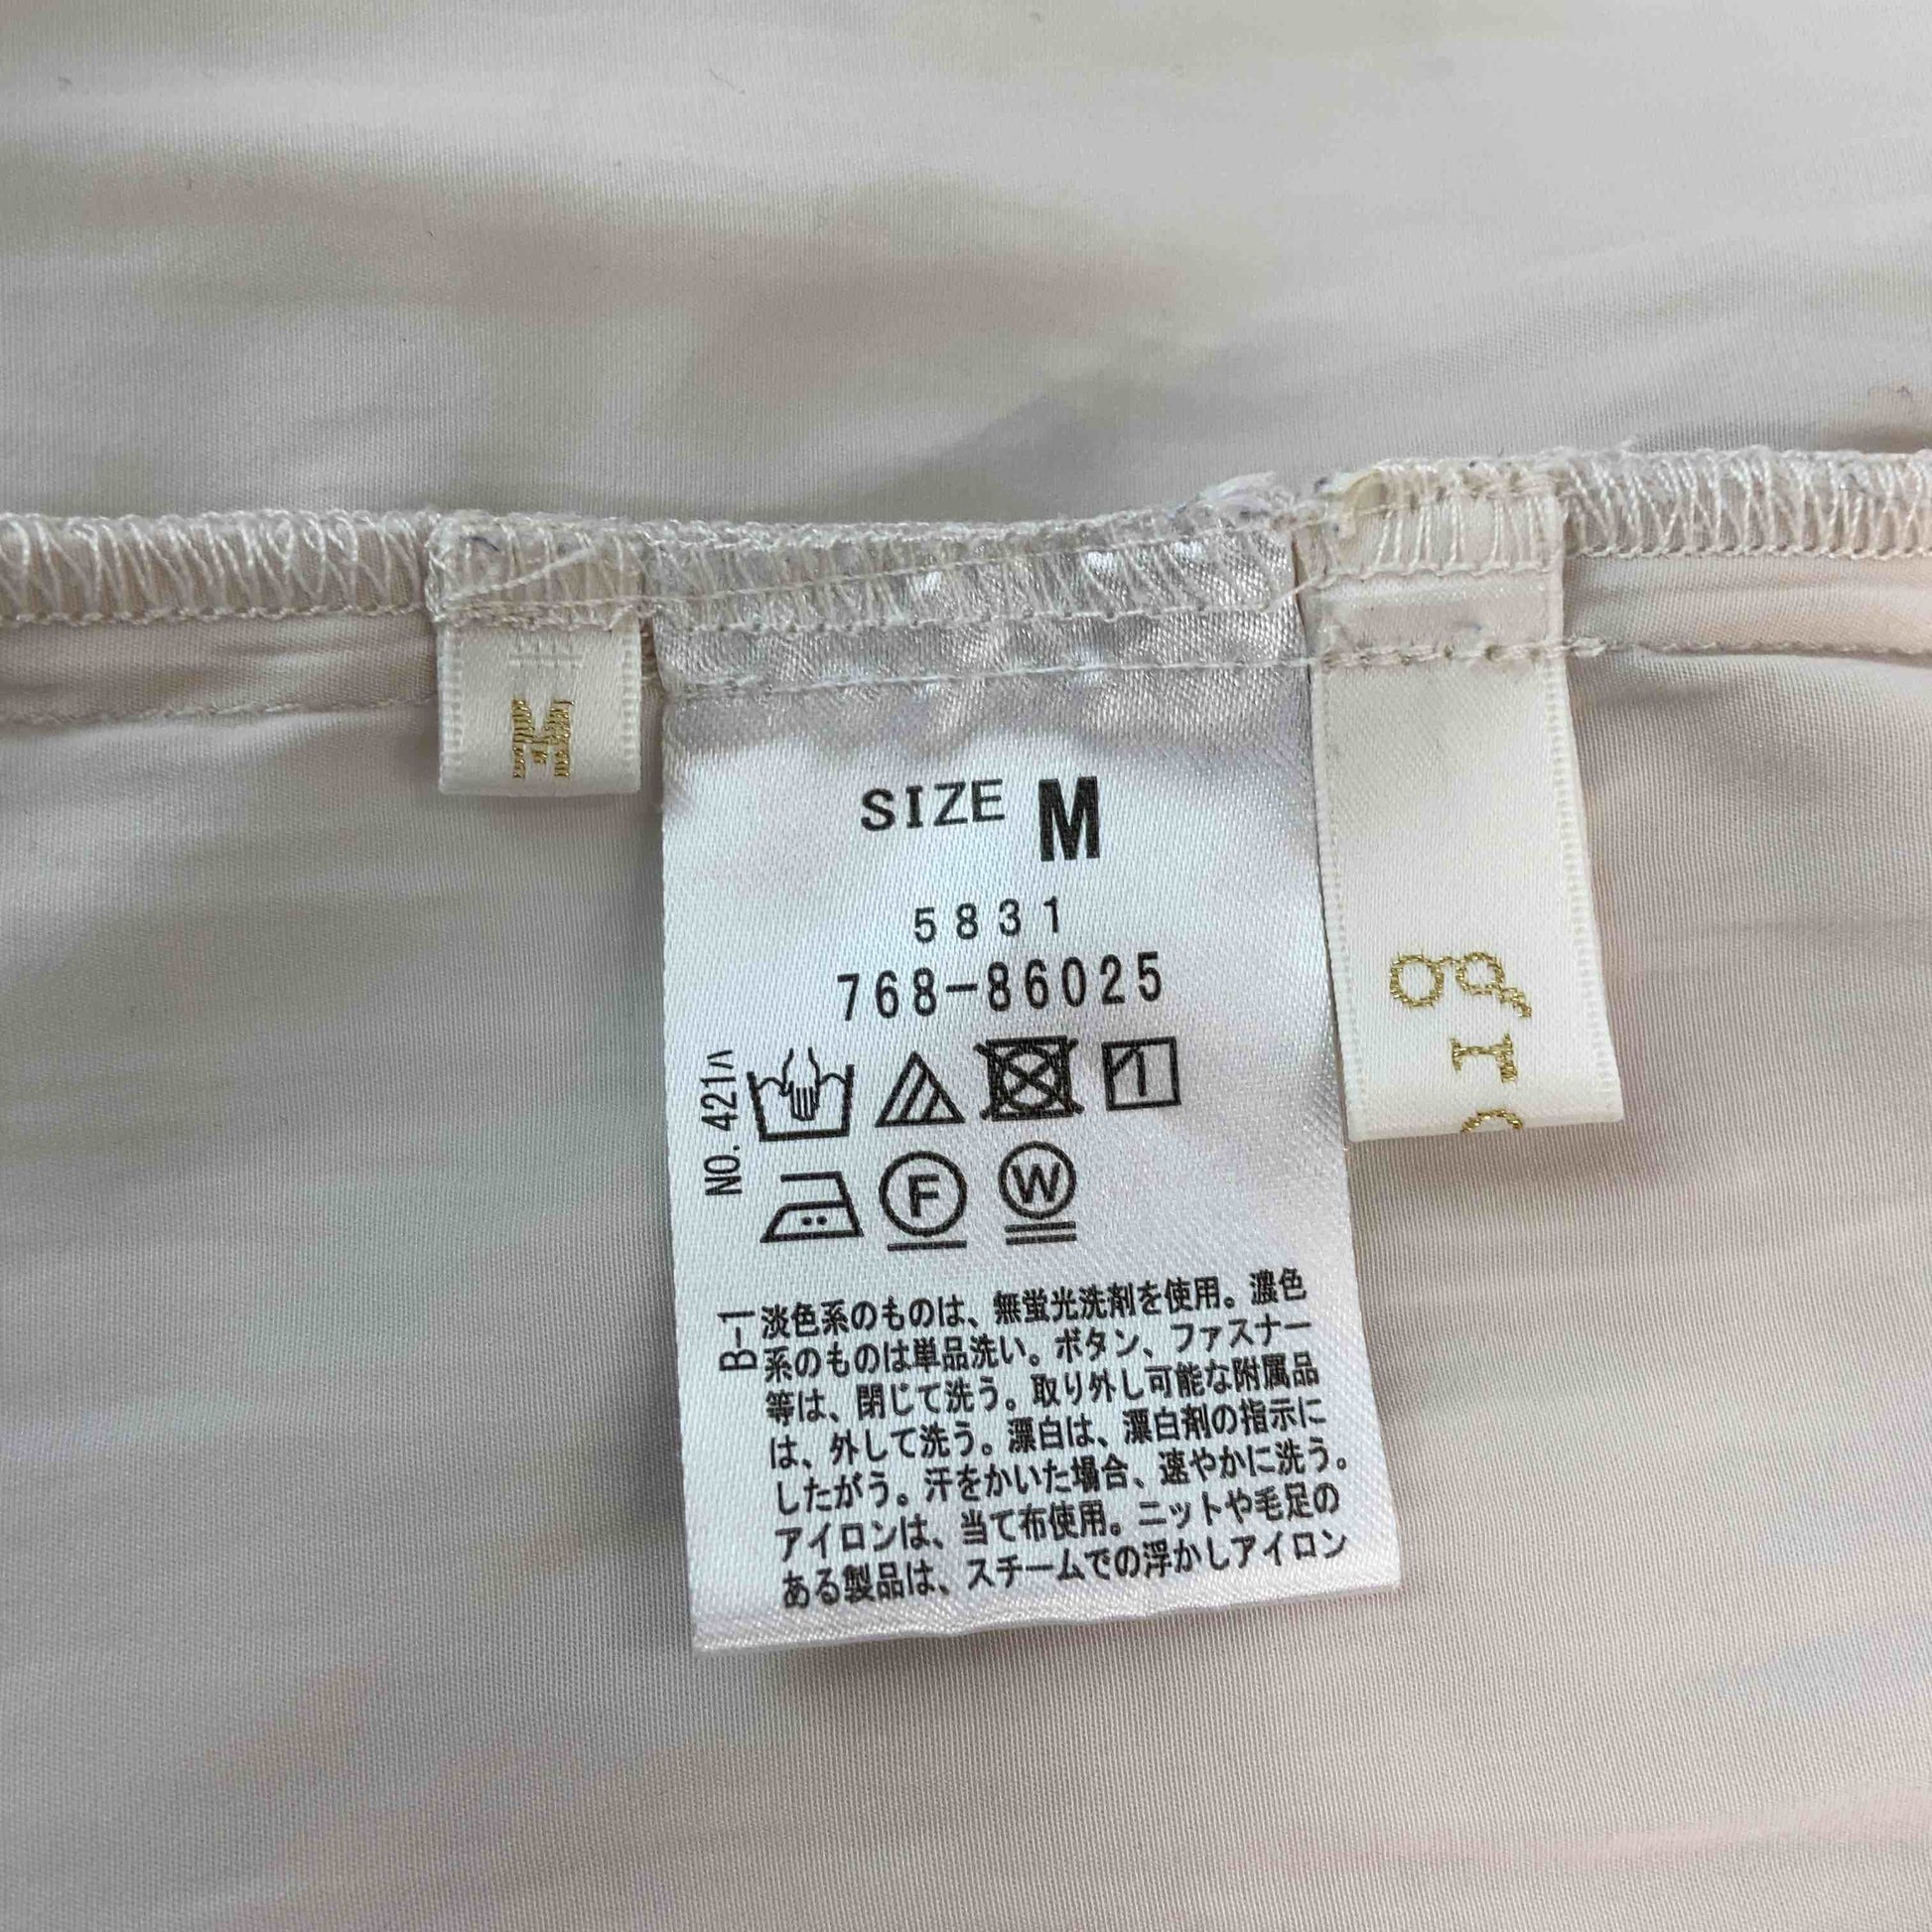 M
SIZE M
5831
768-86025
NO. 421ﾍ
F W
B-1
淡色系のものは、無蛍光洗剤を使用。濃色
系のものは単品洗い。ボタン、ファスナー
等は、閉じて洗う。取り外し可能な附属品
は、外して洗う。漂白は、漂白剤の指示に
したがう。汗をかいた場合、速やかに洗う。
アイロンは、当て布使用。ニットや毛足の
ある製品は、スチームでの浮かしアイロン
gr